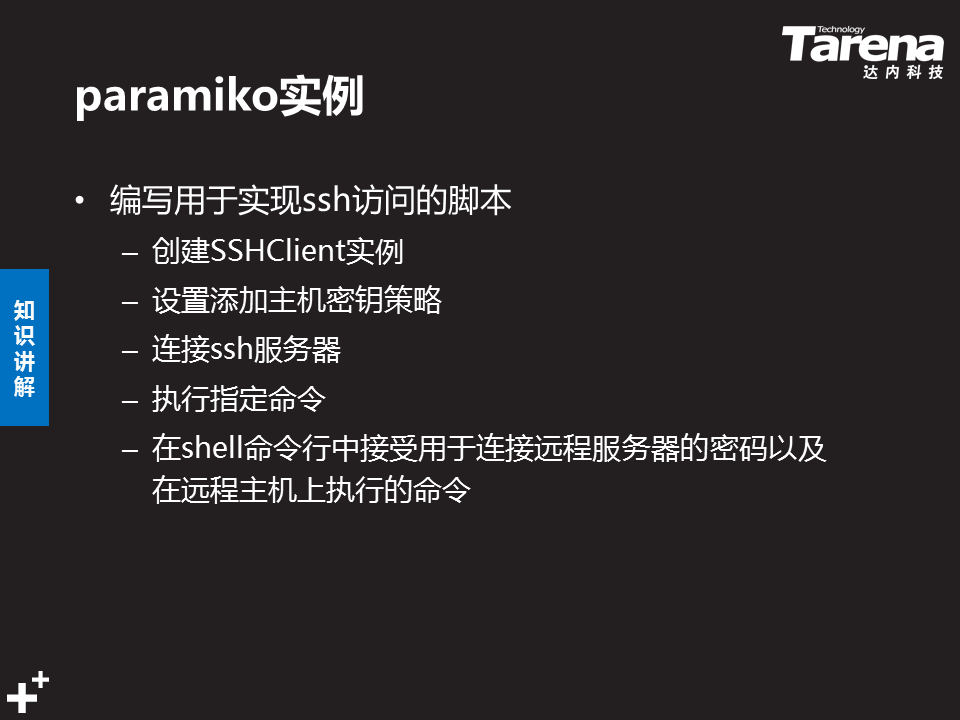 Technology
Tarena
达内科技
paramiko实例
• 编写用于实现ssh访问的脚本
– 创建SSHClient实例
– 设置添加主机密钥策略
– 连接ssh服务器
– 执行指定命令
– 在shell命令行中接受用于连接远程服务器的密码以及
在远程主机上执行的命令
知
识
讲
解